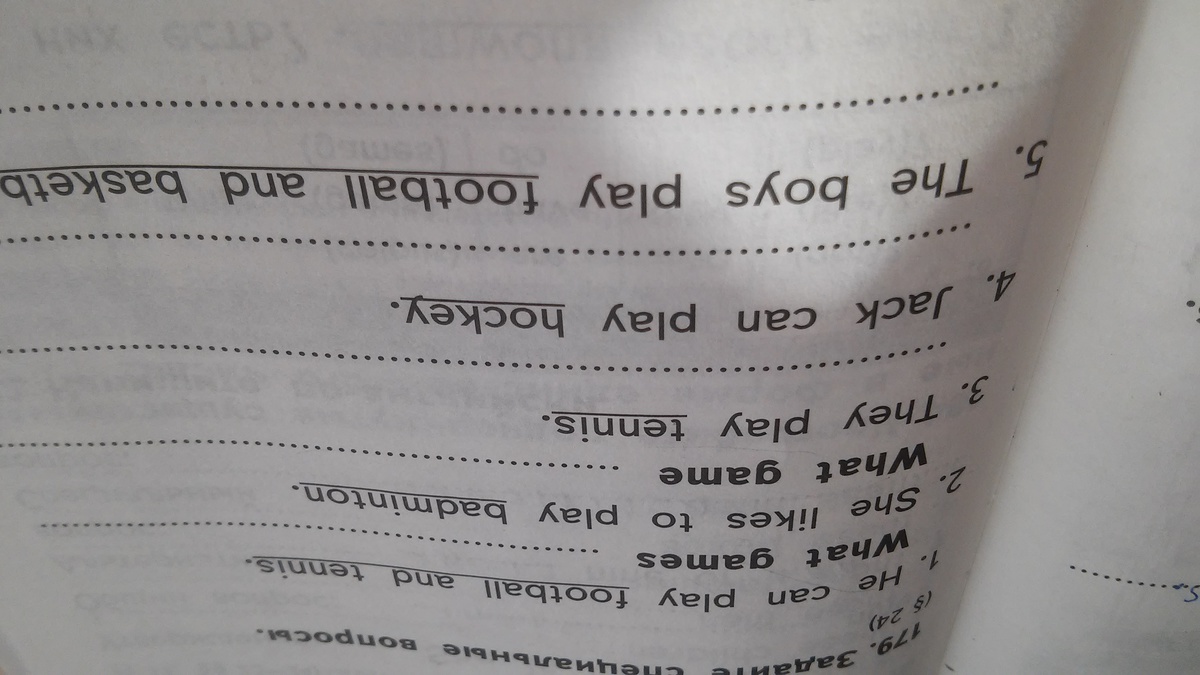 179. Задайте специальные вопросы.
(§ 24)
1. He can play football and tennis.
What games
2. She likes to play badminton.
What game
3. They play tennis.
4. Jack can play hockey.
5. The boys play football and